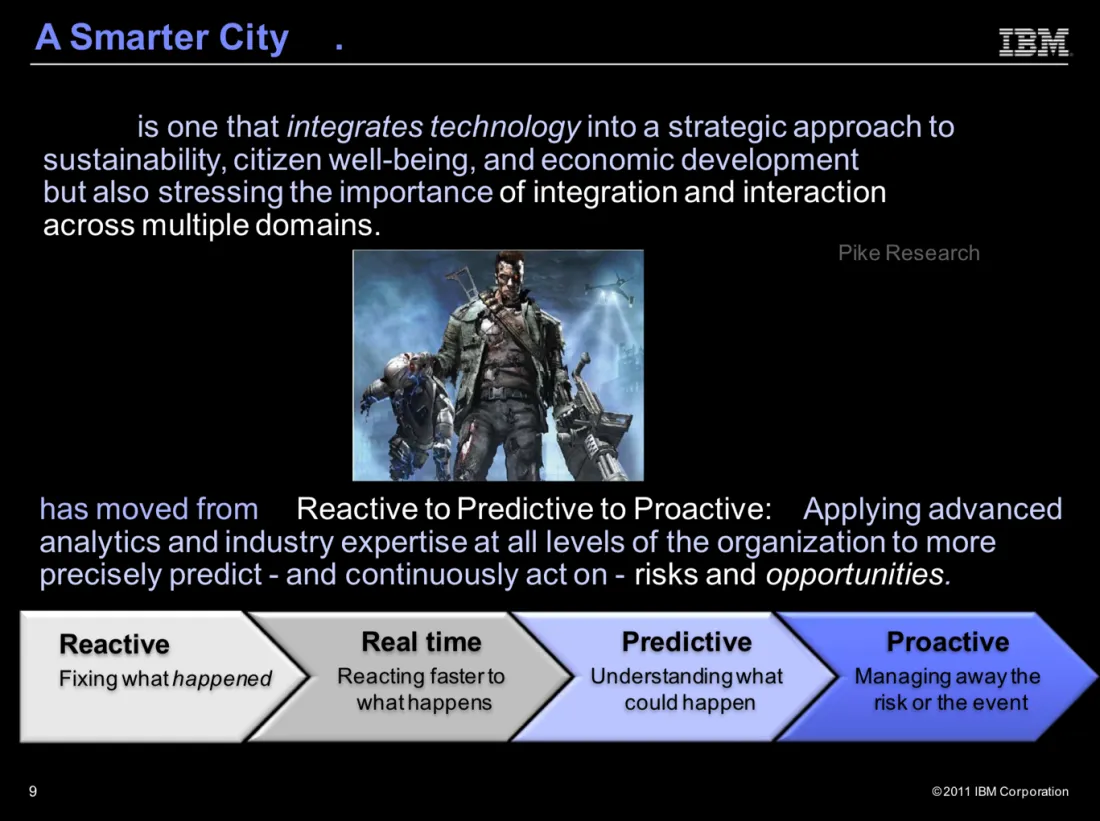 A Smarter City .
IBM
is one that integrates technology into a strategic approach to
sustainability, citizen well-being, and economic development
but also stressing the importance of integration and interaction
across multiple domains.
Pike Research
has moved from Reactive to Predictive to Proactive: Applying advanced
analytics and industry expertise at all levels of the organization to more
precisely predict - and continuously act on - risks and opportunities.
Reactive
Fixing what happened
Real time
Reacting faster to
what happens
Predictive
Understanding what
could happen
Proactive
Managing away the
risk or the event
9
©2011 IBM Corporation